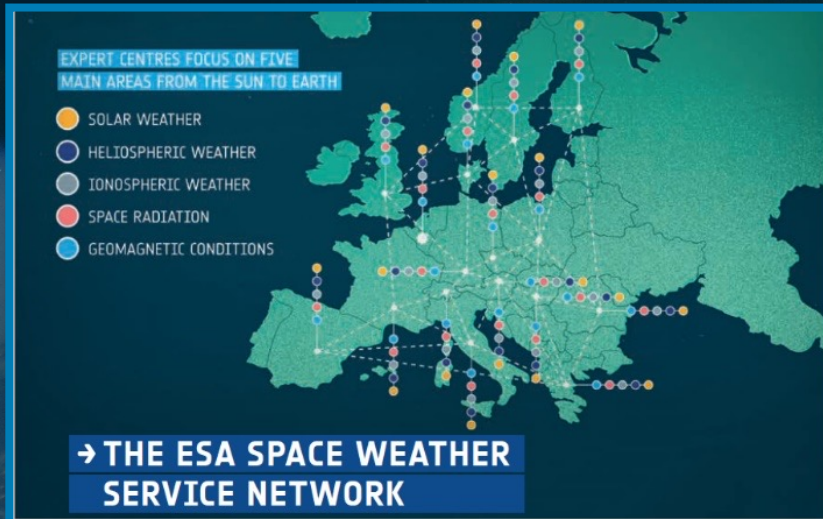 EXPERT CENTRES FOCUS ON FIVE
MAIN AREAS FROM THE SUN TO EARTH
SOLAR WEATHER
HELIOSPHERIC WEATHER
IONOSPHERIC WEATHER
SPACE RADIATION
GEOMAGNETIC CONDITIONS
→ THE ESA SPACE WEATHER
SERVICE NETWORK